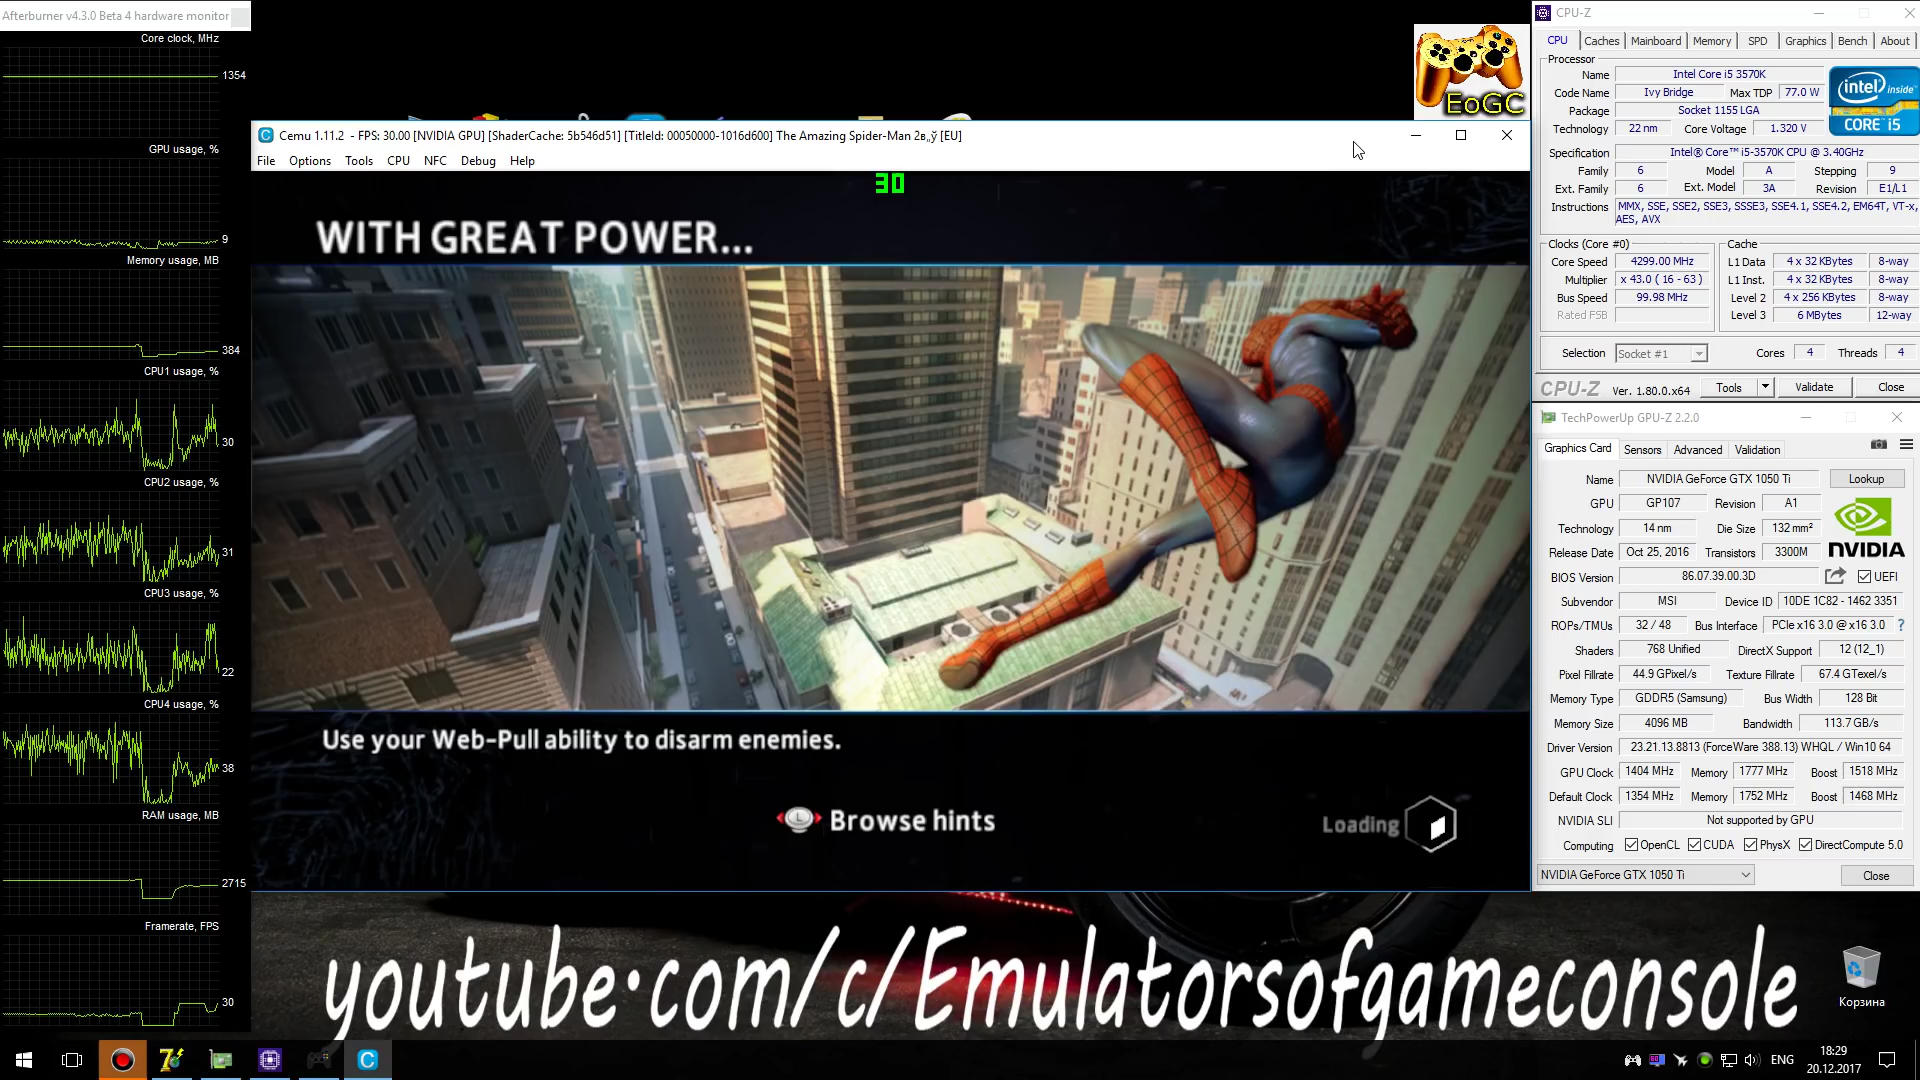 Afterburner v4.3.0 Beta 4 hardware monitor
Core clock, MHz
1354
GPU usage, %
9
Memory usage, MB
384
CPU1 usage, %
30
CPU2 usage, %
31
CPU3 usage, %
22
CPU4 usage, %
38
RAM usage, MB
2715
Framerate, FPS
30
EoGC
Cemu 1.11.2 - FPS: 30.00 [NVIDIA GPU] [ShaderCache: 5b546d51] [TitleId: 00050000-1016d600] The Amazing Spider-Man 2в„ў [EU]
File Options Tools CPU NFC Debug Help
30
WITH GREAT POWER...
Use your Web-Pull ability to disarm enemies.
L Browse hints
Loading
CPU-Z
CPU Caches Mainboard Memory SPD Graphics Bench About
Processor
Name Intel Core i5 3570K
Code Name Ivy Bridge Max TDP 77.0 W
Package Socket 1155 LGA
Technology 22 nm Core Voltage 1.320 V
intel inside™
CORE i5
Specification Intel® Core™ i5-3570K CPU @ 3.40GHz
Family 6 Model A Stepping 9
Ext. Family 6 Ext. Model 3A Revision E1/L1
Instructions MMX, SSE, SSE2, SSE3, SSSE3, SSE4.1, SSE4.2, EM64T, VT-x,
AES, AVX
Clocks (Core #0)
Core Speed 4299.00 MHz
Multiplier x 43.0 ( 16 - 63 )
Bus Speed 99.98 MHz
Rated FSB
Cache
L1 Data 4 x 32 KBytes 8-way
L1 Inst. 4 x 32 KBytes 8-way
Level 2 4 x 256 KBytes 8-way
Level 3 6 MBytes 12-way
Selection Socket #1 Cores 4 Threads 4
CPU-Z Ver. 1.80.0.x64 Tools Validate Close
TechPowerUp GPU-Z 2.2.0
Graphics Card Sensors Advanced Validation
Name NVIDIA GeForce GTX 1050 Ti Lookup
GPU GP107 Revision A1
Technology 14 nm Die Size 132 mm²
Release Date Oct 25, 2016 Transistors 3300M
NVIDIA
BIOS Version 86.07.39.00.3D UEFI
Subvendor MSI Device ID 10DE 1C82 - 1462 3351
ROPs/TMUs 32 / 48 Bus Interface PCIe x16 3.0 @ x16 3.0 ?
Shaders 768 Unified DirectX Support 12 (12_1)
Pixel Fillrate 44.9 GPixel/s Texture Fillrate 67.4 GTexel/s
Memory Type GDDR5 (Samsung) Bus Width 128 Bit
Memory Size 4096 MB Bandwidth 113.7 GB/s
Driver Version 23.21.13.8813 (ForceWare 388.13) WHQL / Win10 64
GPU Clock 1404 MHz Memory 1777 MHz Boost 1518 MHz
Default Clock 1354 MHz Memory 1752 MHz Boost 1468 MHz
NVIDIA SLI Not supported by GPU
Computing OpenCL CUDA PhysX DirectCompute 5.0
NVIDIA GeForce GTX 1050 Ti Close
youtube.com/c/Emulatorsofgameconsole
Корзина
ENG
18:29
20.12.2017